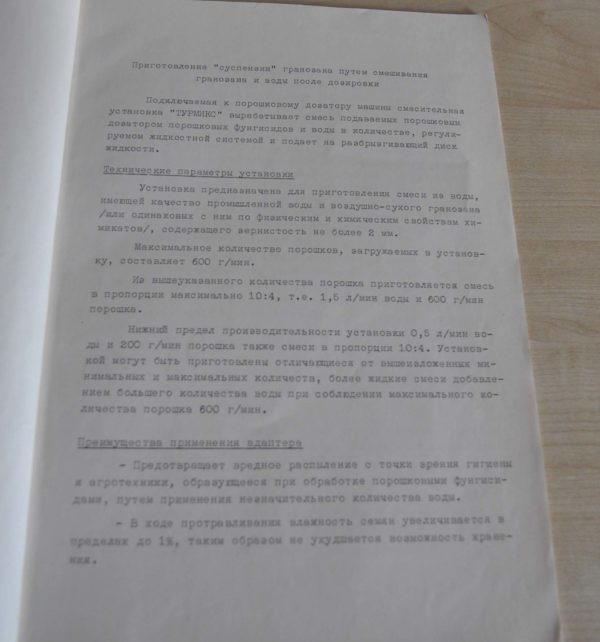 Приготовление "суспензии" гранозана путем смешивания
гранозана и воды после дозировки
Подключаемая к порошковому дозатору машины смесительная
установка "ТУРМИКС" вырабатывает смесь подаваемых порошковым
дозатором порошковых фунгисидов и воды в количестве, регули-
руемом жидкостной системой и подает на разбрызгивающий диск
жидкости.
Технические параметры установки
Установка предназначена для приготовления смеси из воды,
имеющей качество промышленной воды и воздушно-сухого гранозана
/или одинаковых с ним по физическим и химическим свойствам хи-
микатов/, содержащего зернистость не более 2 мм.
Максимальное количество порошков, загружаемых в установ-
ку, составляет 600 г/мин.
Из вышеуказанного количества порошка приготовляется смесь
в пропорции максимально 10:4, т.е. 1,5 л/мин воды и 600 г/мин
порошка.
Нижний предел производительности установки 0,5 л/мин во-
ды и 200 г/мин порошка также смеси в пропорции 10:4. Установ-
кой могут быть приготовлены отличающиеся от вышеизложенных ми-
нимальных и максимальных количеств, более жидкие смеси добавле-
нием большего количества воды при соблюдении максимального ко-
личества порошка 600 г/мин.
Преимущества применения адаптера
- Предотвращает вредное распыление с точки зрения гигиены
и агротехники, образующееся при обработке порошковыми фунгиси-
дами, путем применения незначительного количества воды.
- В ходе протравливания влажность семян увеличивается в
пределах до 1%, таким образом не ухудшается возможность хране-
ния.